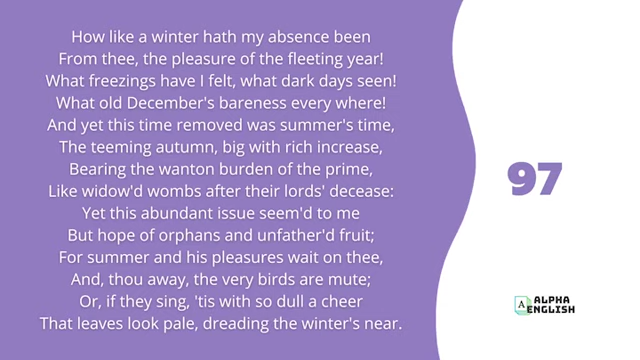 How like a winter hath my absence been
From thee, the pleasure of the fleeting year!
What freezings have I felt, what dark days seen!
What old December's bareness every where!
And yet this time removed was summer's time,
The teeming autumn, big with rich increase,
Bearing the wanton burden of the prime,
Like widow'd wombs after their lords' decease:
Yet this abundant issue seem'd to me
But hope of orphans and unfather'd fruit;
For summer and his pleasures wait on thee,
And, thou away, the very birds are mute;
Or, if they sing, 'tis with so dull a cheer
That leaves look pale, dreading the winter's near.
97
A
ALPHA
ENGLISH